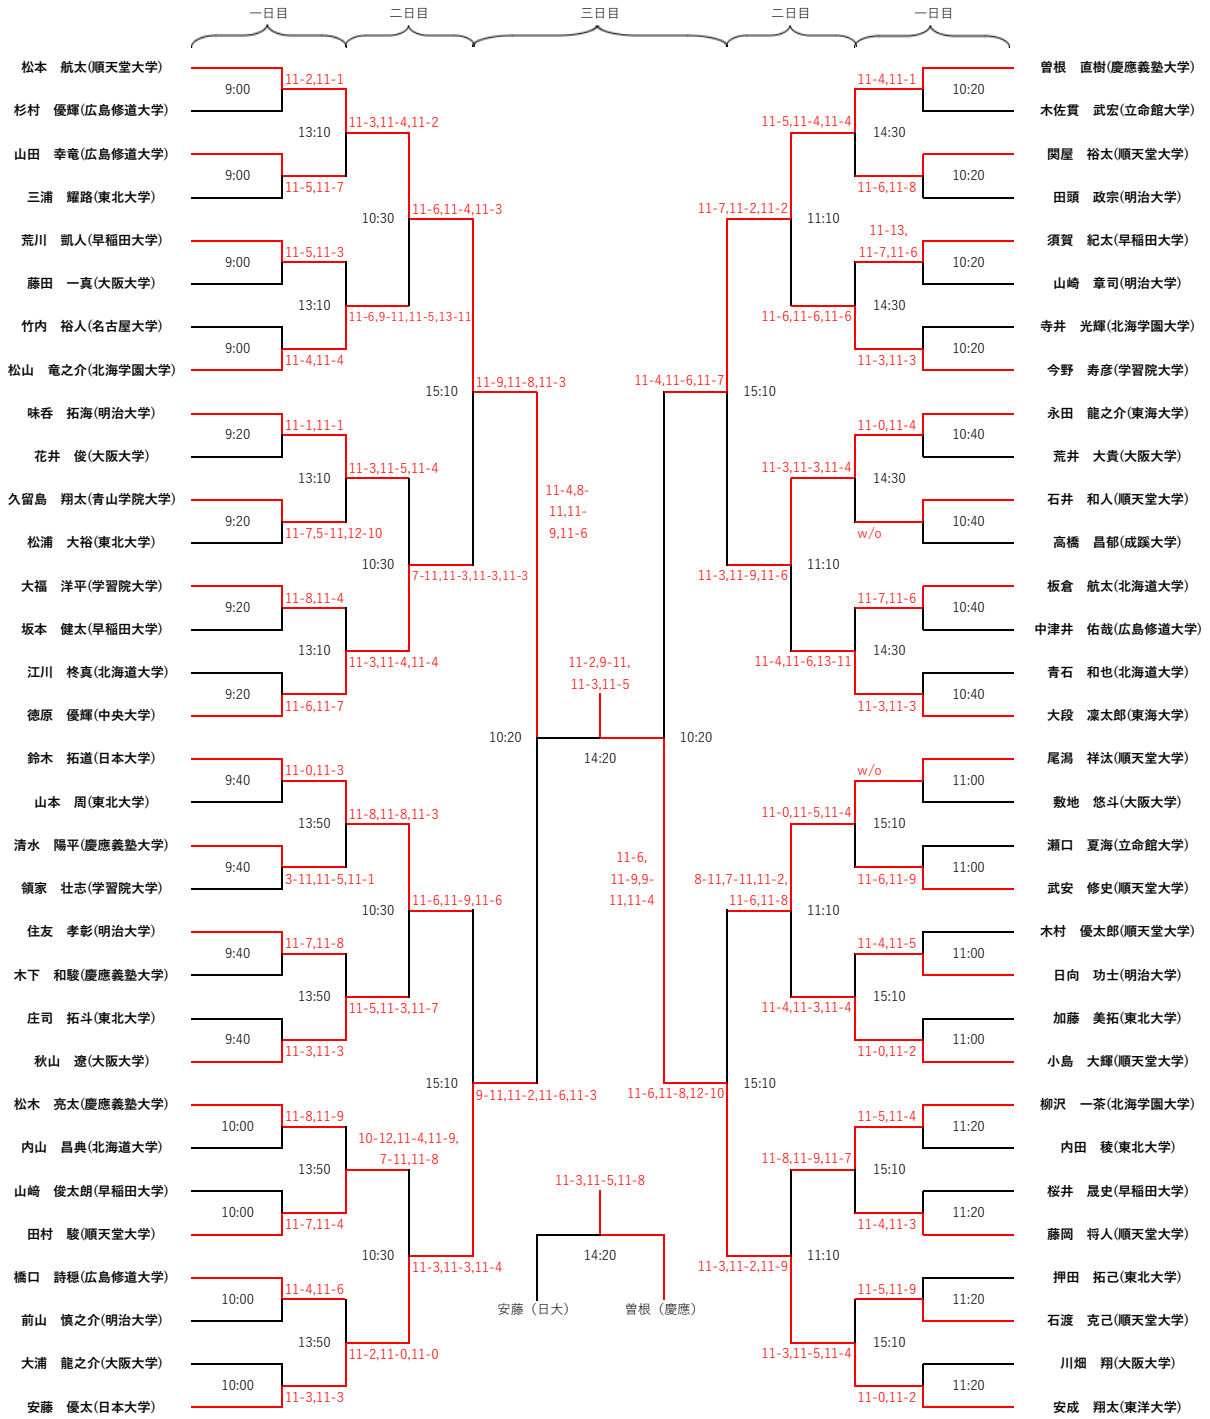 一日目
二日目
三日目
二日目
一日目
松本 航太(順天堂大学)
杉村 優輝(広島修道大学)
山田 幸竜(広島修道大学)
三浦 耀路(東北大学)
荒川 凱人(早稲田大学)
藤田 一真(大阪大学)
竹内 裕人(名古屋大学)
松山 竜之介(北海学園大学)
味呑 拓海(明治大学)
花井 俊(大阪大学)
久留島 翔太(青山学院大学)
松浦 大裕(東北大学)
大福 洋平(学習院大学)
坂本 健太(早稲田大学)
江川 柊真(北海道大学)
徳原 優輝(中央大学)
鈴木 拓道(日本大学)
山本 周(東北大学)
清水 陽平(慶應義塾大学)
領家 壮志(学習院大学)
住友 孝彰(明治大学)
木下 和駿(慶應義塾大学)
庄司 拓斗(東北大学)
秋山 遼(大阪大学)
松木 亮太(慶應義塾大学)
内山 昌典(北海道大学)
山﨑 俊太朗(早稲田大学)
田村 駿(順天堂大学)
橋口 詩穏(広島修道大学)
前山 慎之介(明治大学)
大浦 龍之介(大阪大学)
安藤 優太(日本大学)
9:00
9:00
9:00
9:00
9:20
9:20
9:20
9:20
9:40
9:40
9:40
9:40
10:00
10:00
10:00
10:00
11-2,11-1
11-5,11-7
11-5,11-3
11-4,11-4
11-1,11-1
11-7,5-11,12-10
11-8,11-4
11-6,11-7
11-0,11-3
3-11,11-5,11-1
11-7,11-8
11-3,11-3
11-8,11-9
11-7,11-4
11-4,11-6
11-3,11-3
13:10
13:10
13:10
13:10
13:50
13:50
13:50
13:50
11-3,11-4,11-2
11-6,9-11,11-5,13-11
11-3,11-5,11-4
11-3,11-4,11-4
11-8,11-8,11-3
11-5,11-3,11-7
10-12,11-4,11-9,
7-11,11-8
11-2,11-0,11-0
10:30
10:30
10:30
10:30
11-6,11-4,11-3
7-11,11-3,11-3,11-3
11-6,11-9,11-6
11-3,11-3,11-4
15:10
15:10
11-9,11-8,11-3
9-11,11-2,11-6,11-3
11-4,8-
11,11-
9,11-6
10:20
11-2,9-11,
11-3,11-5
14:20
10:20
11-6,
11-9,9-
11,11-4
11-3,11-5,11-8
14:20
安藤（日大）
曽根（慶應）
11-4,11-6,11-7
11-6,11-8,12-10
15:10
15:10
11-7,11-2,11-2
11-3,11-9,11-6
8-11,7-11,11-2,
11-6,11-8
11-3,11-2,11-9
11:10
11:10
11:10
11:10
11-5,11-4,11-4
11-6,11-6,11-6
11-3,11-3,11-4
11-4,11-6,13-11
11-0,11-5,11-4
11-4,11-3,11-4
11-8,11-9,11-7
11-3,11-5,11-4
14:30
14:30
14:30
14:30
15:10
15:10
15:10
15:10
11-4,11-1
11-6,11-8
11-13,
11-7,11-6
11-3,11-3
11-0,11-4
w/o
11-7,11-6
11-3,11-3
w/o
11-6,11-9
11-4,11-5
11-0,11-2
11-5,11-4
11-4,11-3
11-5,11-9
11-0,11-2
10:20
10:20
10:20
10:20
10:40
10:40
10:40
10:40
11:00
11:00
11:00
11:00
11:20
11:20
11:20
11:20
曽根 直樹(慶應義塾大学)
木佐貫 武宏(立命館大学)
関屋 裕太(順天堂大学)
田頭 政宗(明治大学)
須賀 紀太(早稲田大学)
山崎 章司(明治大学)
寺井 光輝(北海学園大学)
今野 寿彦(学習院大学)
永田 龍之介(東海大学)
荒井 大貴(大阪大学)
石井 和人(順天堂大学)
高橋 昌郁(成蹊大学)
板倉 航太(北海道大学)
中津井 佑哉(広島修道大学)
青石 和也(北海道大学)
大段 凜太郎(東海大学)
尾潟 祥汰(順天堂大学)
敷地 悠斗(大阪大学)
瀬口 夏海(立命館大学)
武安 修史(順天堂大学)
木村 優太郎(順天堂大学)
日向 功士(明治大学)
加藤 美拓(東北大学)
小島 大輝(順天堂大学)
柳沢 一茶(北海学園大学)
内田 稜(東北大学)
桜井 晟史(早稲田大学)
藤岡 将人(順天堂大学)
押田 拓己(東北大学)
石渡 克己(順天堂大学)
川畑 翔(大阪大学)
安成 翔太(東洋大学)